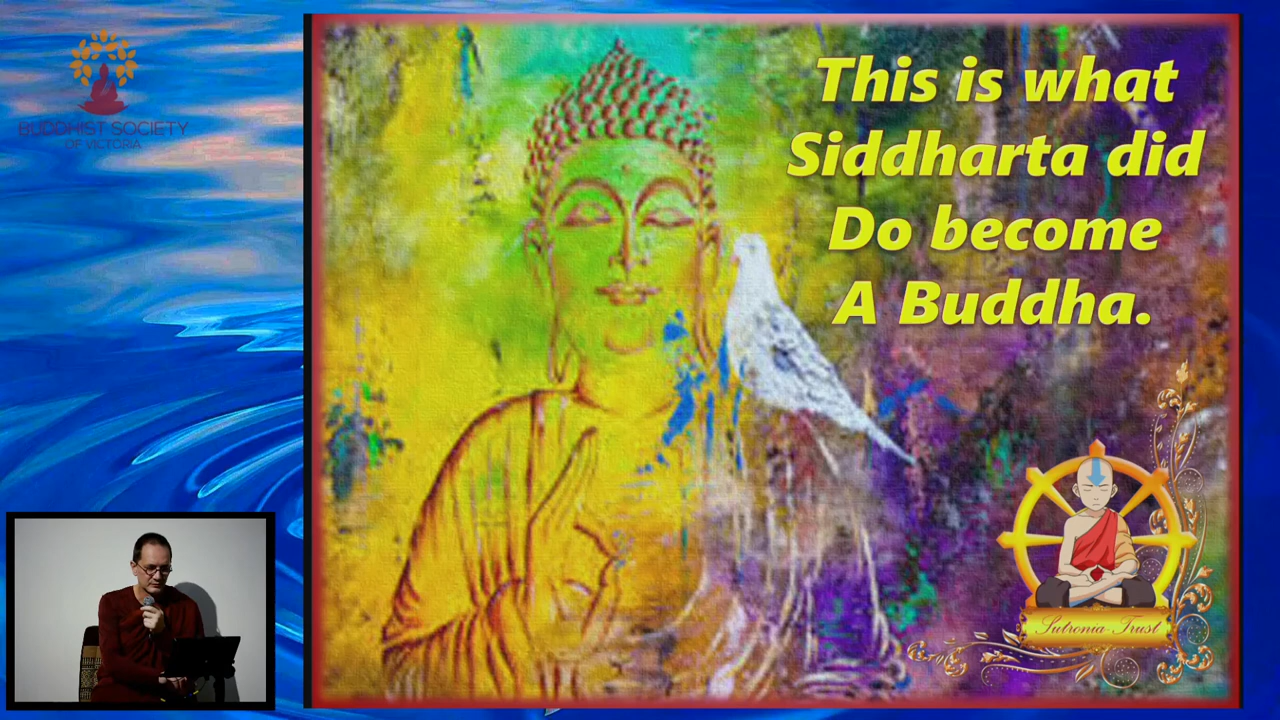 BUDDHIST SOCIETY
OF VICTORIA
This is what
Siddharta did
Do become
A Buddha.
Sutronia-Trust